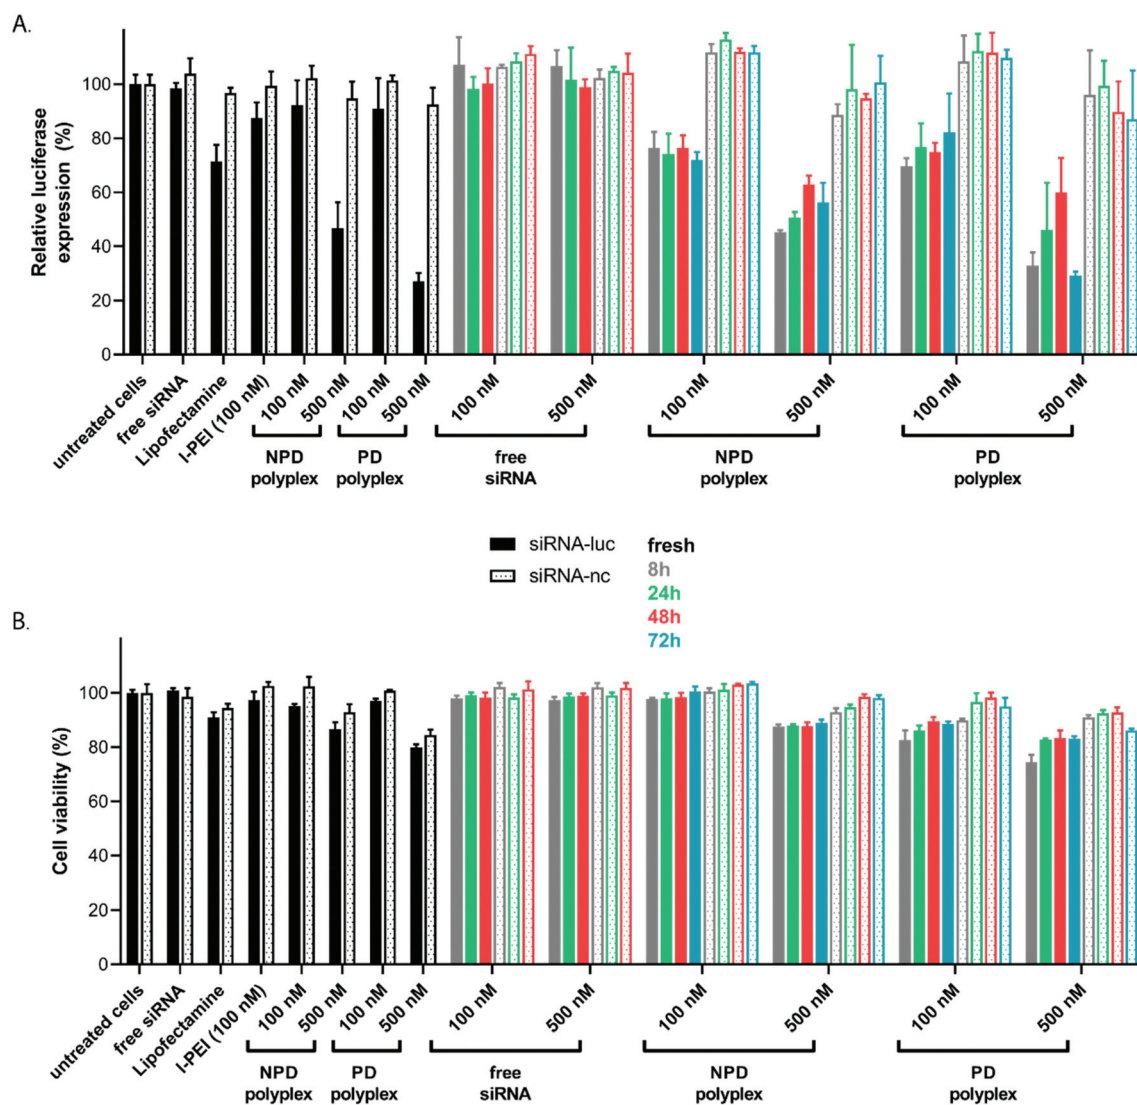 A.
Relative luciferase
expression (%)
100
80
60
40
20
0
untreated cells
free siRNA
Lipofectamine
l-PEI (100 nM)
100 nM
500 nM
100 nM
500 nM
100 nM
500 nM
100 nM
500 nM
100 nM
500 nM
NPD
polyplex
PD
polyplex
free
siRNA
NPD
polyplex
PD
polyplex
siRNA-luc
siRNA-nc
fresh
8h
24h
48h
72h
B.
Cell viability (%)
100
80
60
40
20
0
untreated cells
free siRNA
Lipofectamine
l-PEI (100 nM)
100 nM
500 nM
100 nM
500 nM
100 nM
500 nM
100 nM
500 nM
100 nM
500 nM
NPD
polyplex
PD
polyplex
free
siRNA
NPD
polyplex
PD
polyplex